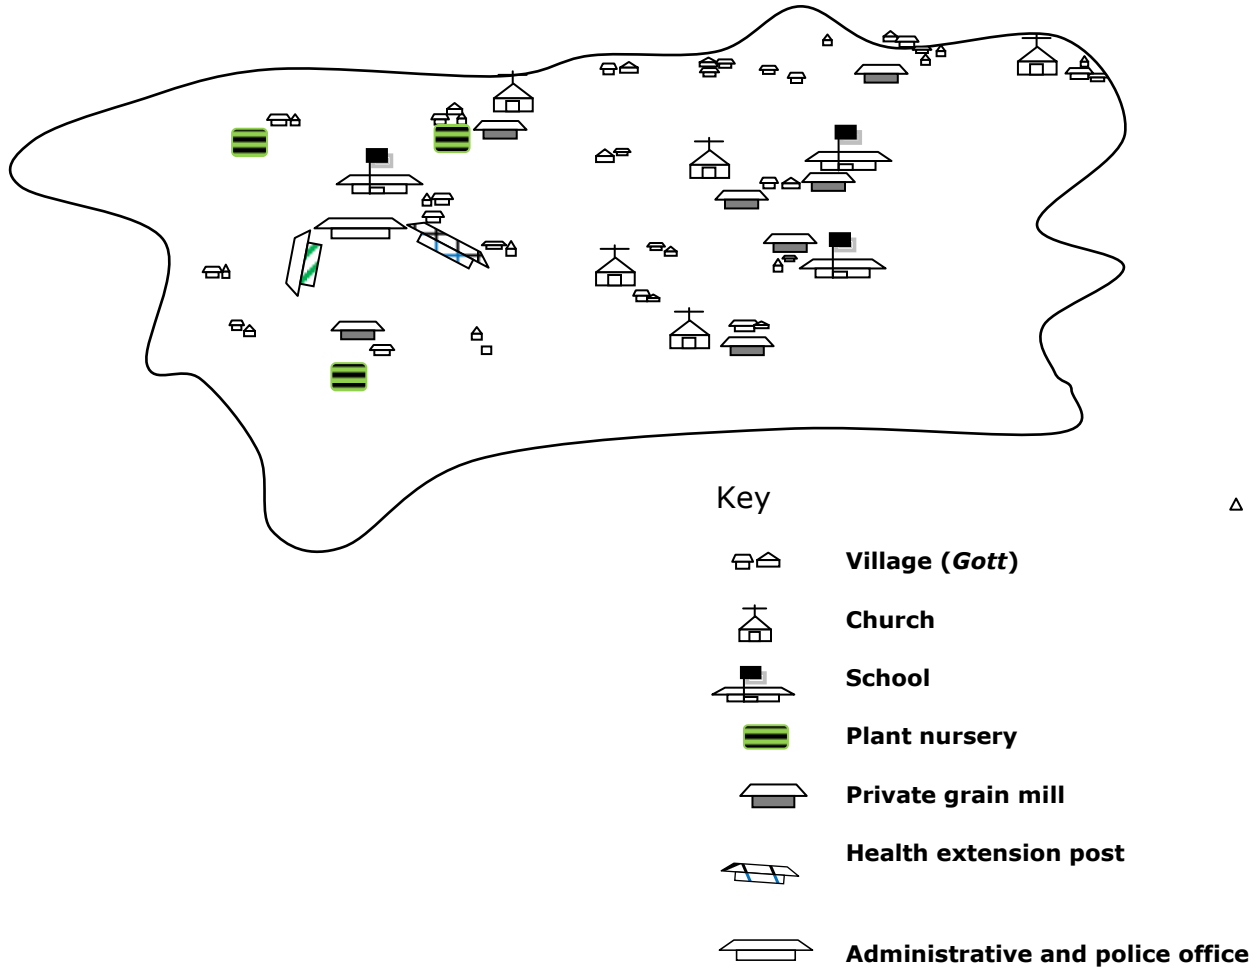 Key
Village (Gott)
Church
School
Plant nursery
Private grain mill
Health extension post
Administrative and police office